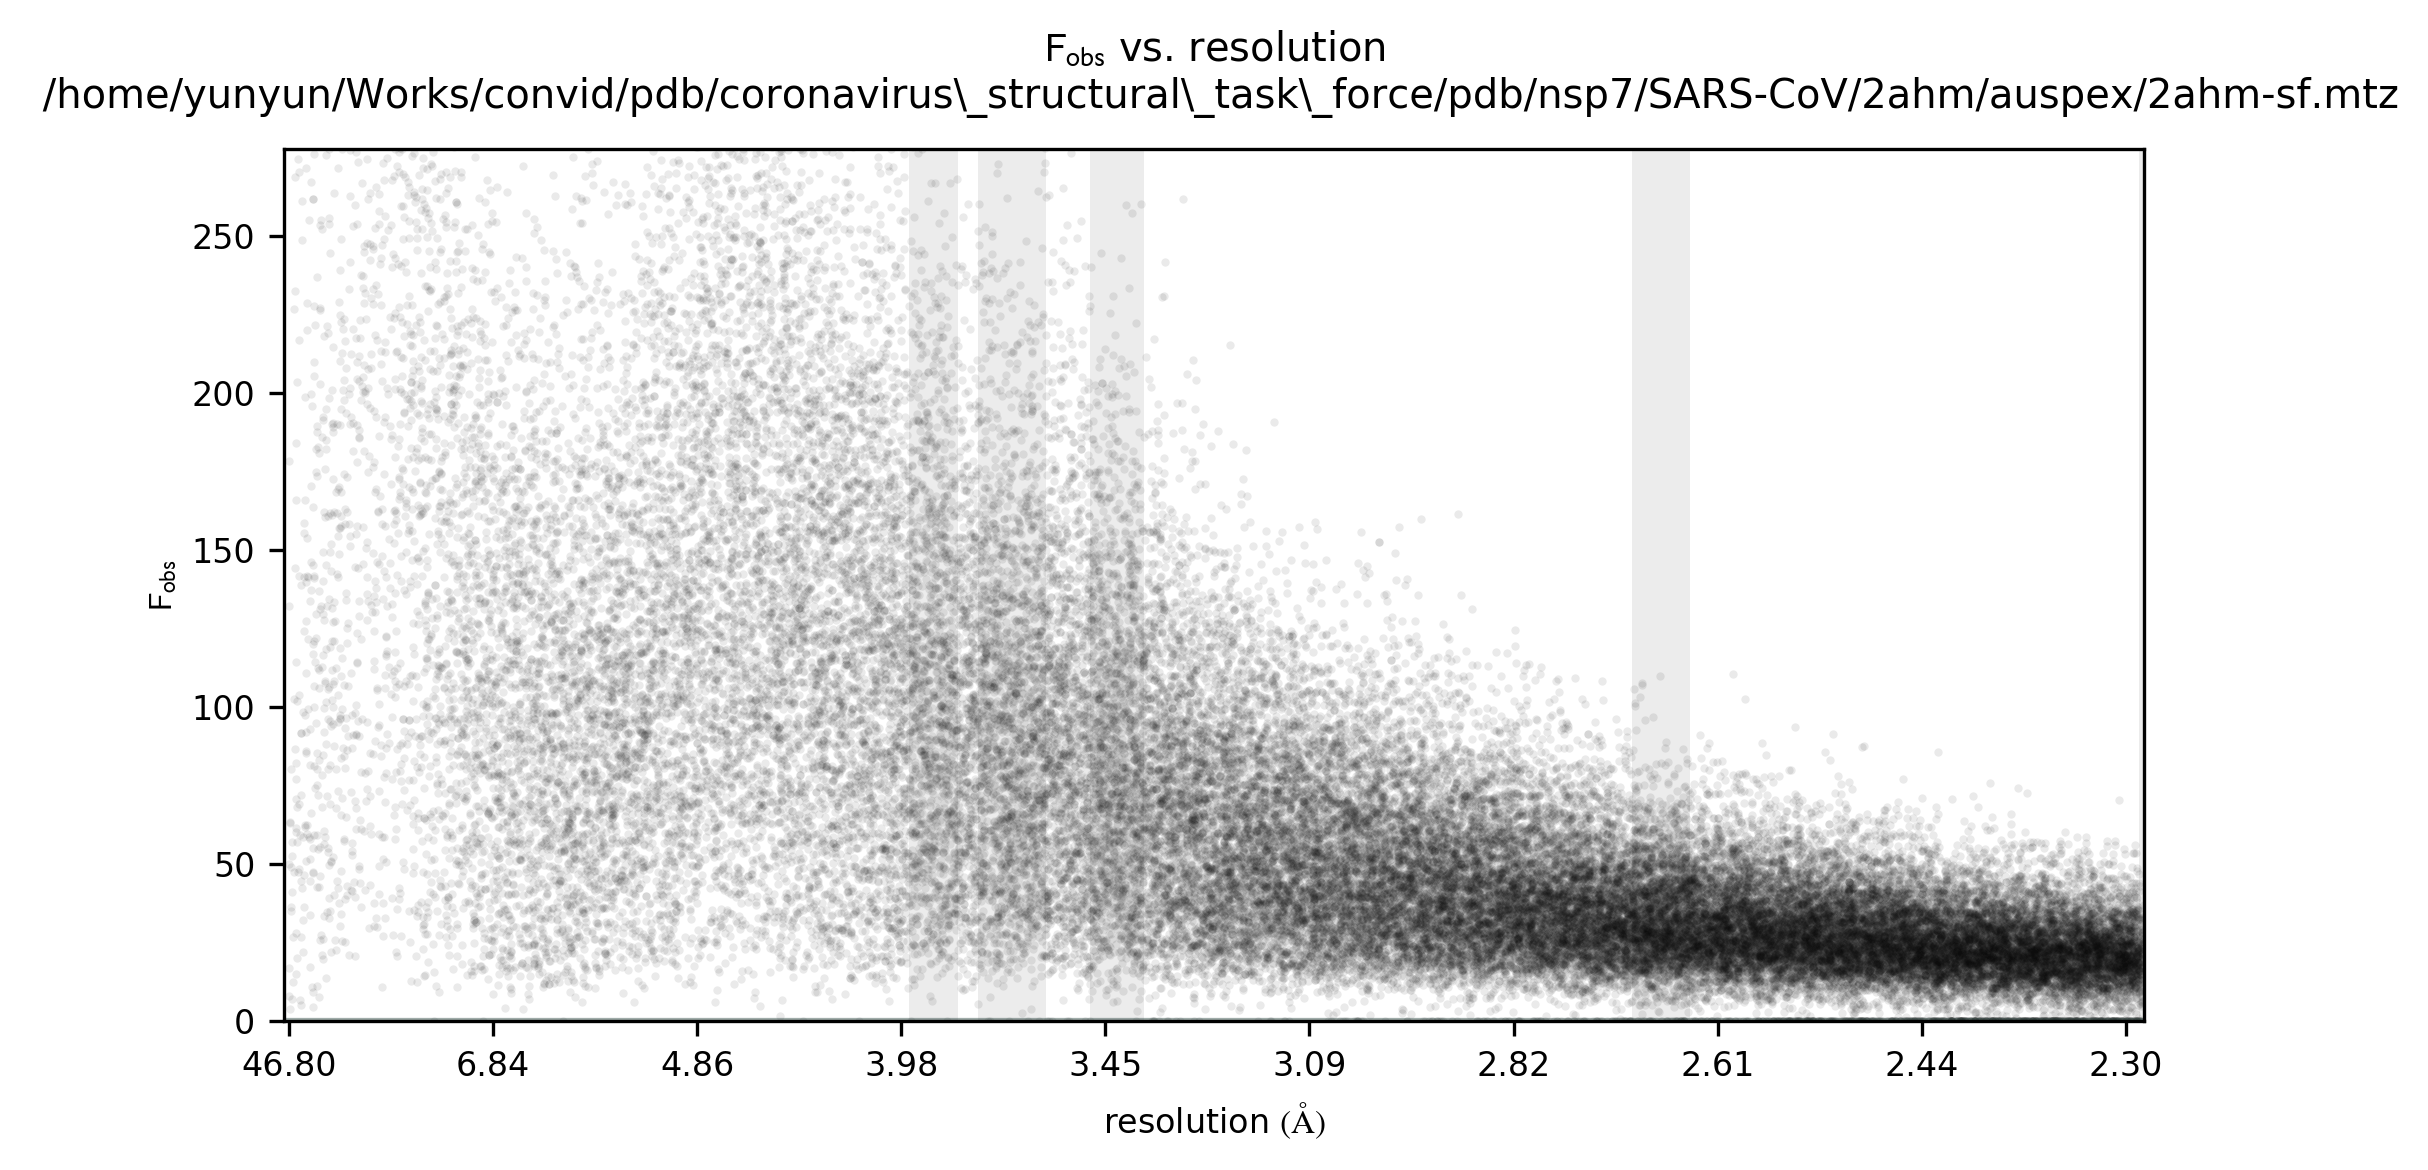 Fobs vs. resolution
/home/yunyun/Works/convid/pdb/coronavirus\_structural\_task\_force/pdb/nsp7/SARS-CoV/2ahm/auspex/2ahm-sf.mtz
Fobs
250
200
150
100
50
0
46.80 6.84 4.86 3.98 3.45 3.09 2.82 2.61 2.44 2.30
resolution (Å)